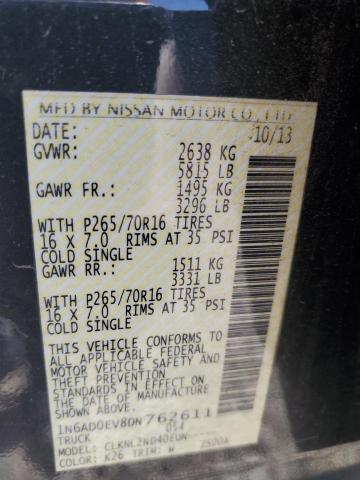 MFD BY NISSAN MOTOR CO., LTD
DATE: 10/13
GVWR: 2638 KG
5815 LB
GAWR FR.: 1495 KG
3296 LB
WITH P265/70R16 TIRES
16 X 7.0 RIMS AT 35 PSI
COLD SINGLE
GAWR RR.: 1511 KG
3331 LB
WITH P265/70R16 TIRES
16 X 7.0 RIMS AT 35 PSI
COLD SINGLE
THIS VEHICLE CONFORMS TO
ALL APPLICABLE FEDERAL
MOTOR VEHICLE SAFETY AND
THEFT PREVENTION
STANDARDS IN EFFECT ON
THE DATE OF MANUFACTURE
1N6AD0EV8DN762611
TRUCK 054
MODEL: CLKNL2ND40EUN-----
COLOR: K26 TRIM: W 2500A